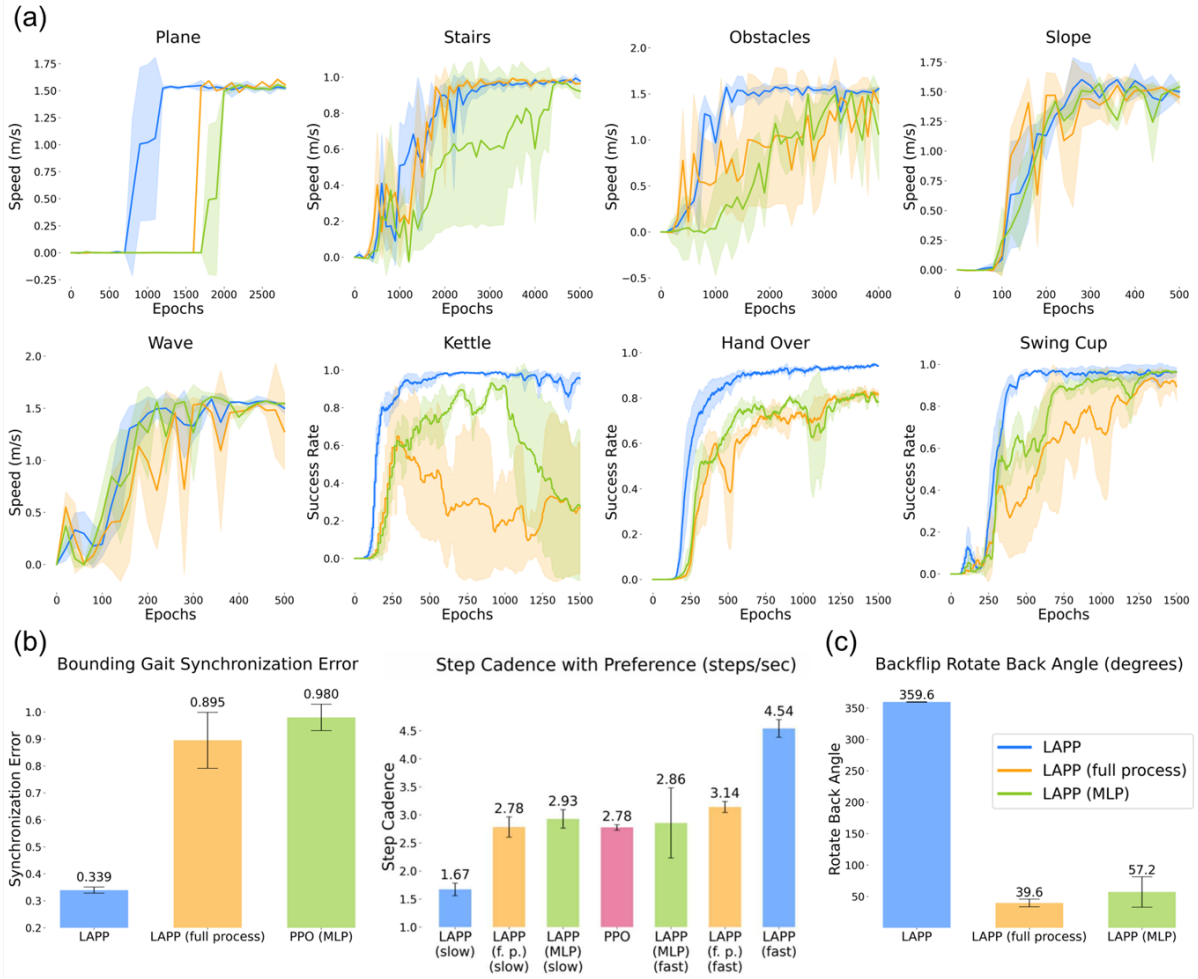 (a)
Plane
Stairs
Obstacles
Slope
Speed (m/s)
1.75
1.50
1.25
1.00
0.75
0.50
0.25
0.00
−0.25
0
500
1000
1500
2000
2500
Epochs
Speed (m/s)
1.0
0.8
0.6
0.4
0.2
0.0
0
1000
2000
3000
4000
5000
Epochs
Speed (m/s)
2.0
1.5
1.0
0.5
0.0
−0.5
0
1000
2000
3000
4000
Epochs
Speed (m/s)
1.75
1.50
1.25
1.00
0.75
0.50
0.25
0.00
0
100
200
300
400
500
Epochs
Wave
Kettle
Hand Over
Swing Cup
Speed (m/s)
2.0
1.5
1.0
0.5
0.0
0
100
200
300
400
500
Epochs
Success Rate
1.0
0.8
0.6
0.4
0.2
0.0
0
250
500
750
1000
1250
1500
Epochs
Success Rate
1.0
0.8
0.6
0.4
0.2
0.0
0
250
500
750
1000
1250
1500
Epochs
Success Rate
1.0
0.8
0.6
0.4
0.2
0.0
0
250
500
750
1000
1250
1500
Epochs
(b)
Bounding Gait Synchronization Error
Synchronization Error
1.0
0.9
0.8
0.7
0.6
0.5
0.4
0.3
0.2
0.339
0.895
0.980
LAPP
LAPP (full process)
PPO (MLP)
Step Cadence with Preference (steps/sec)
Step Cadence
4.5
4.0
3.5
3.0
2.5
2.0
1.5
1.0
1.67
2.78
2.93
2.78
2.86
3.14
4.54
LAPP
(slow)
LAPP
(f. p.)
(slow)
LAPP
(MLP)
(slow)
PPO
LAPP
(MLP)
(fast)
LAPP
(f. p.)
(fast)
LAPP
(fast)
(c)
Backflip Rotate Back Angle (degrees)
Rotate Back Angle
350
300
250
200
150
100
50
359.6
39.6
57.2
LAPP
LAPP (full process)
LAPP (MLP)
LAPP
LAPP (full process)
LAPP (MLP)